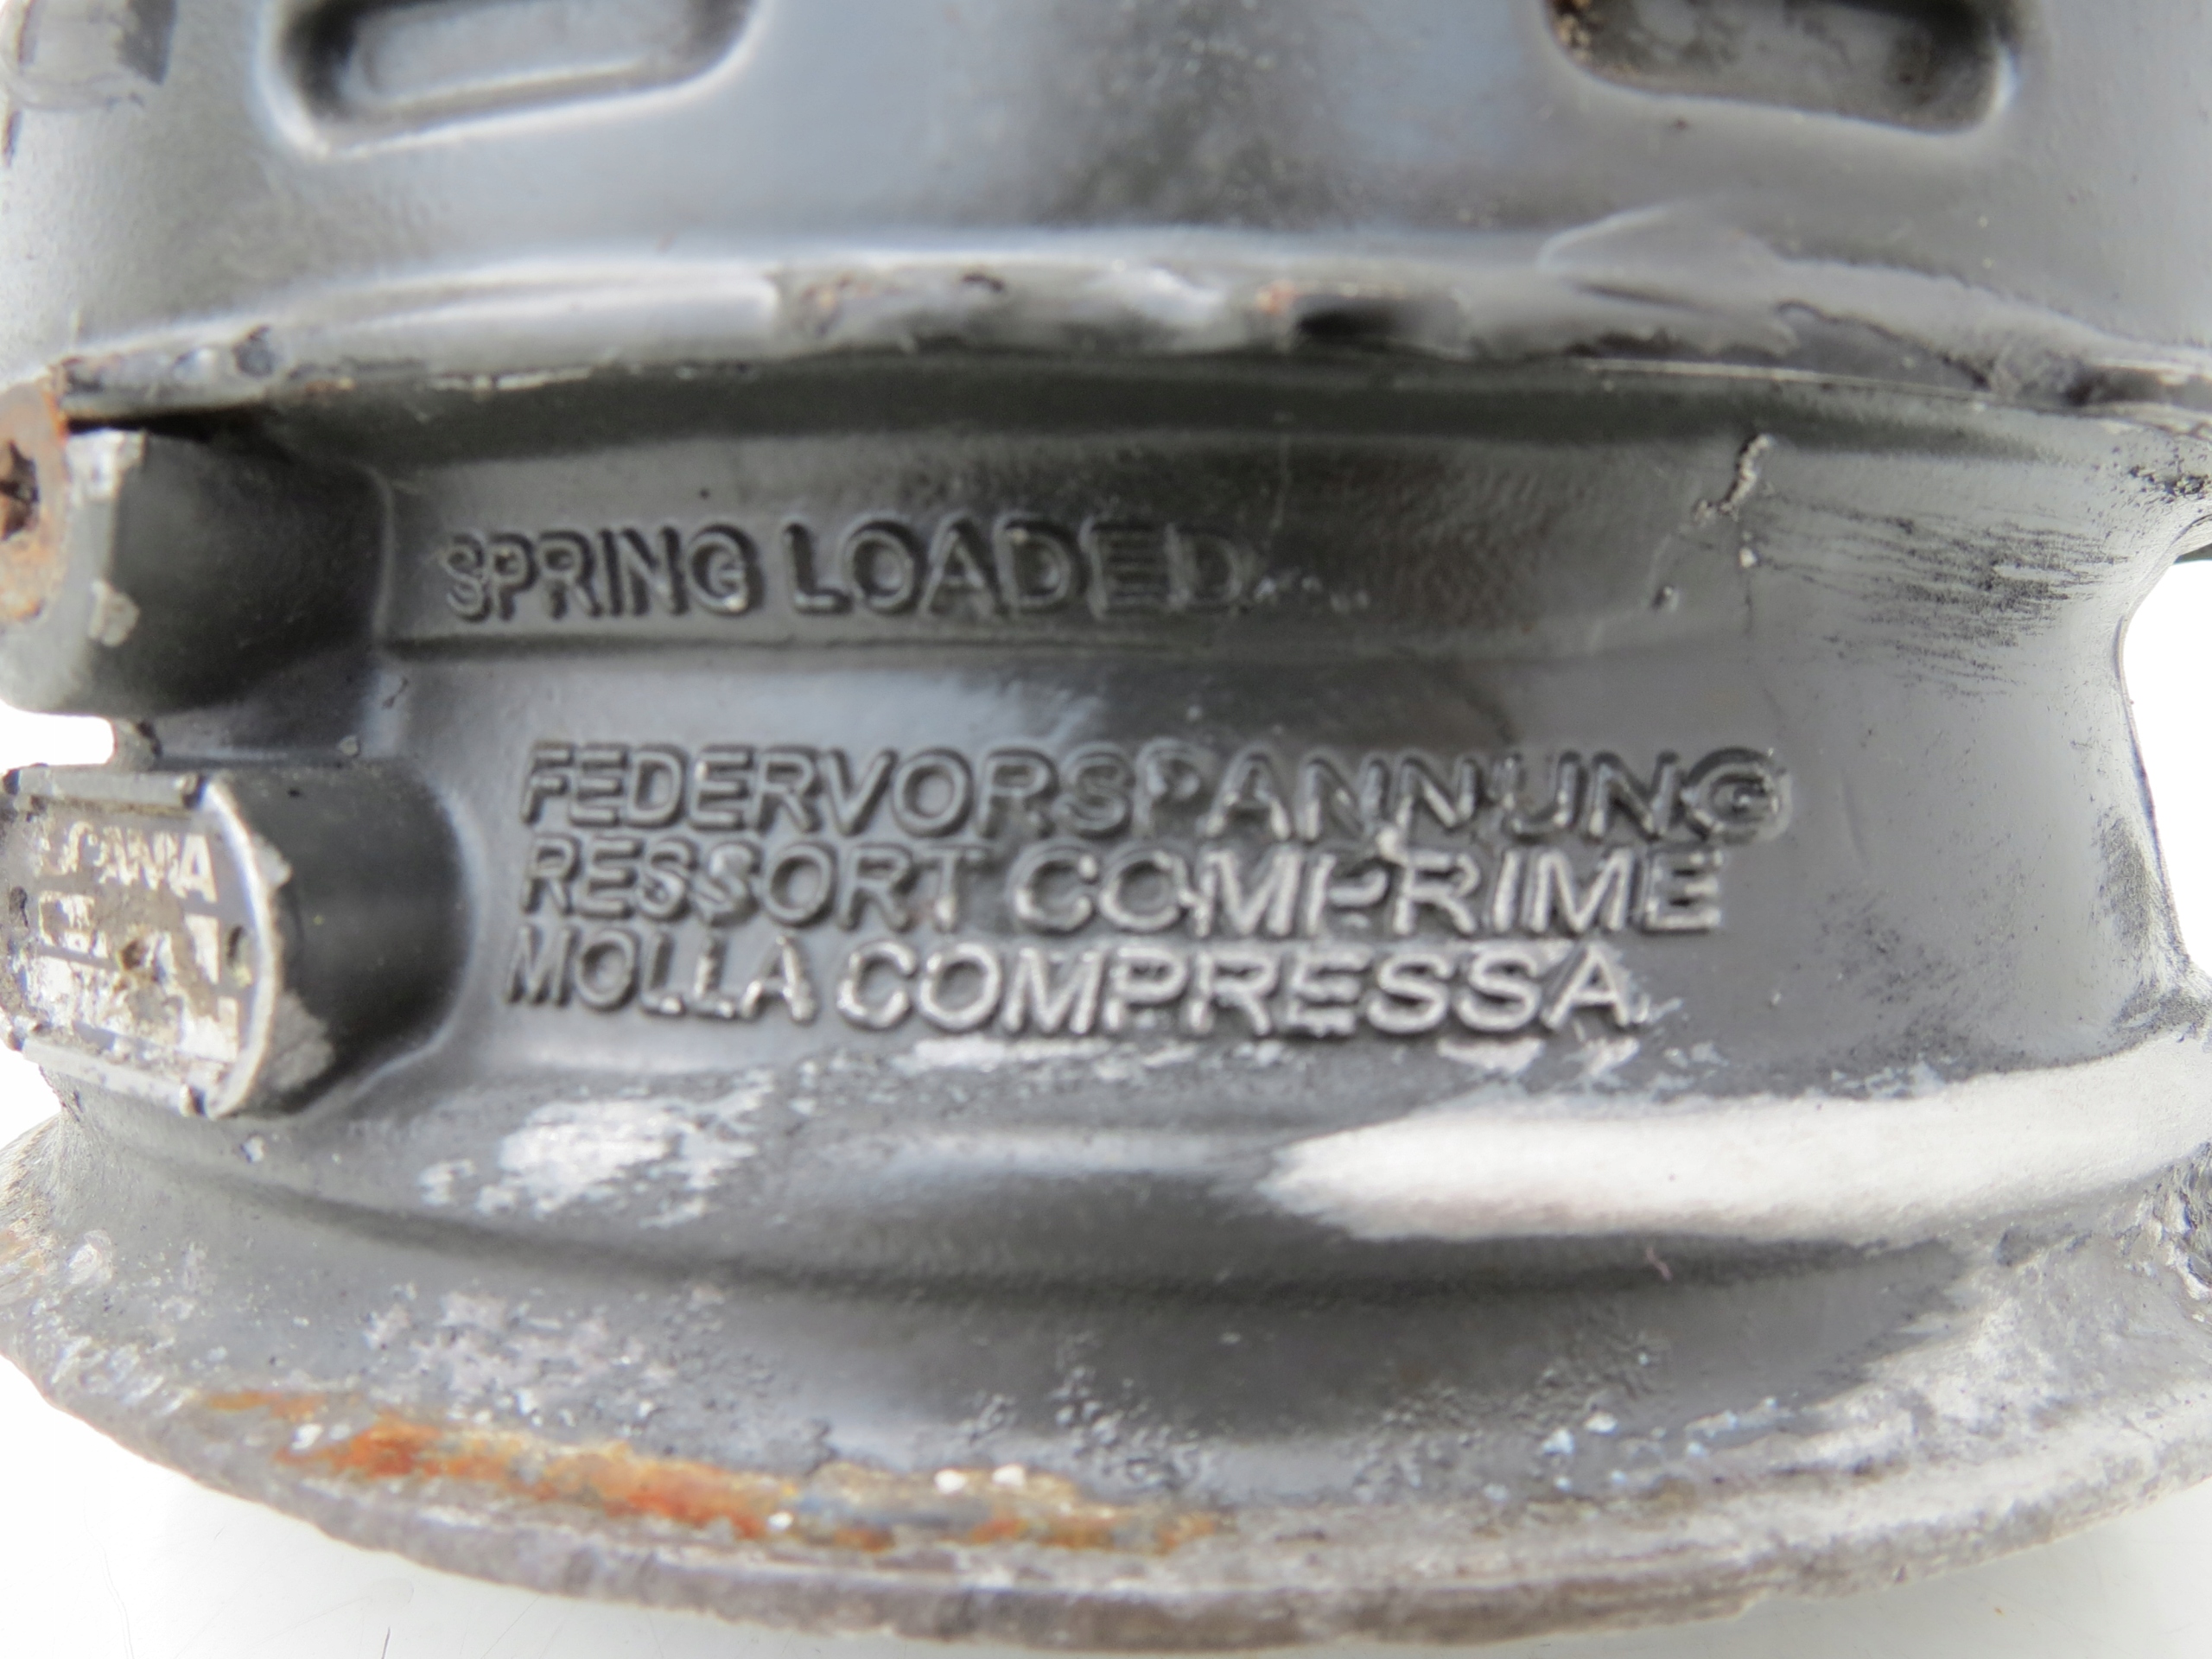 SPRING LOADED
FEDERVORSPANNUNG
RESSORT COMPRIME
MOLLA COMPRESSA